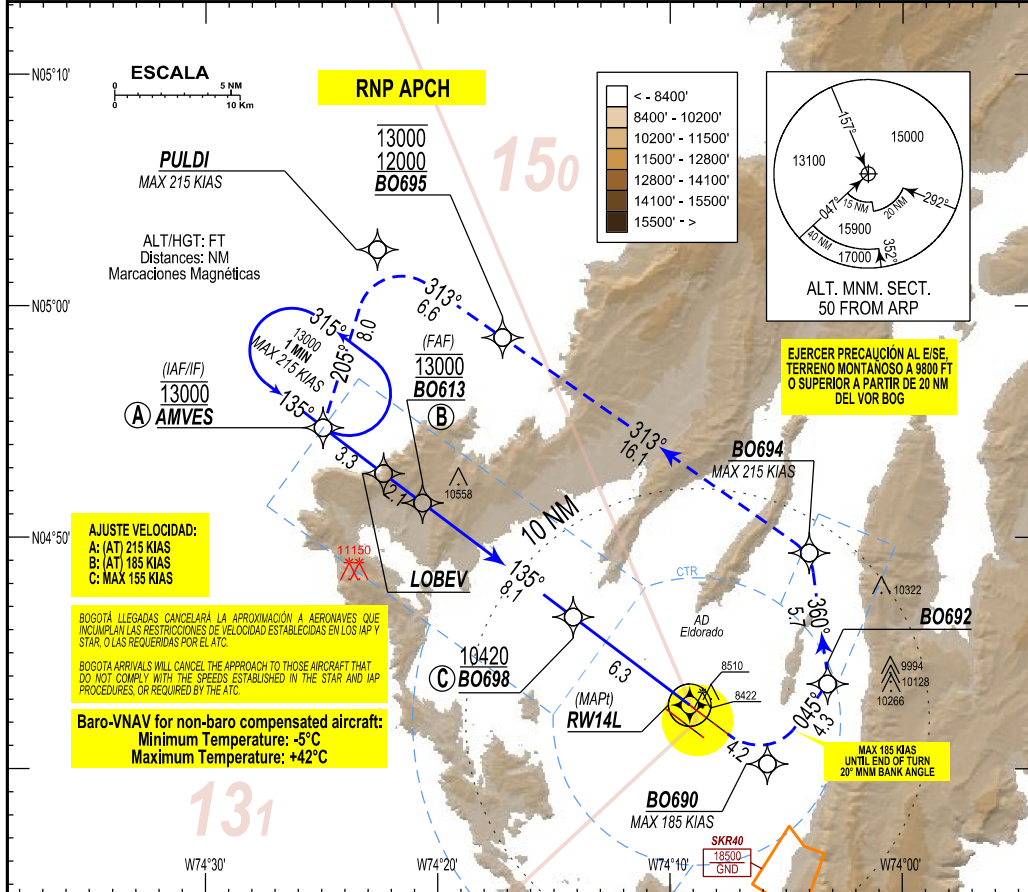 N05°10'
ESCALA
0 5 NM
0 10 Km
RNP APCH
13000
12000
BO695
PULDI
MAX 215 KIAS
150
< - 8400'
8400' - 10200'
10200' - 11500'
11500' - 12800'
12800' - 14100'
14100' - 15500'
15500' - >
157°
15000
13100
047°
15 NM
20 NM
292°
40 NM
15900
17000
352°
ALT. MNM. SECT.
50 FROM ARP
ALT/HGT: FT
Distances: NM
Marcaciones Magnéticas
N05°00'
313°
6.6
8.0
205°
315°
13000
1 MIN
MAX 215 KIAS
135°
(IAF/IF)
13000
A AMVES
(FAF)
13000
BO613
B
EJERCER PRECAUCIÓN AL E/SE,
TERRENO MONTAÑOSO A 9800 FT
O SUPERIOR A PARTIR DE 20 NM
DEL VOR BOG
313°
16.1
BO694
MAX 215 KIAS
3.3
2.1
10558
10 NM
N04°50'
AJUSTE VELOCIDAD:
A: (AT) 215 KIAS
B: (AT) 185 KIAS
C: MAX 155 KIAS
11150
LOBEV
135°
8.1
CTR
10322
360°
5.7
BO692
BOGOTÁ LLEGADAS CANCELARÁ LA APROXIMACIÓN A AERONAVES QUE
INCUMPLAN LAS RESTRICCIONES DE VELOCIDAD ESTABLECIDAS EN LOS IAP Y
STAR, O LAS REQUERIDAS POR EL ATC.
BOGOTA ARRIVALS WILL CANCEL THE APPROACH TO THOSE AIRCRAFT THAT
DO NOT COMPLY WITH THE SPEEDS ESTABLISHED IN THE STAR AND IAP
PROCEDURES, OR REQUIRED BY THE ATC.
AD
Eldorado
10420
C BO698
6.3
8510
8422
9994
10128
10266
(MAPt)
RW14L
045°
4.3
4.2
Baro-VNAV for non-baro compensated aircraft:
Minimum Temperature: -5°C
Maximum Temperature: +42°C
MAX 185 KIAS
UNTIL END OF TURN
20° MNM BANK ANGLE
131
BO690
MAX 185 KIAS
SKR40
18500
GND
W74°30'
W74°20'
W74°10'
W74°00'